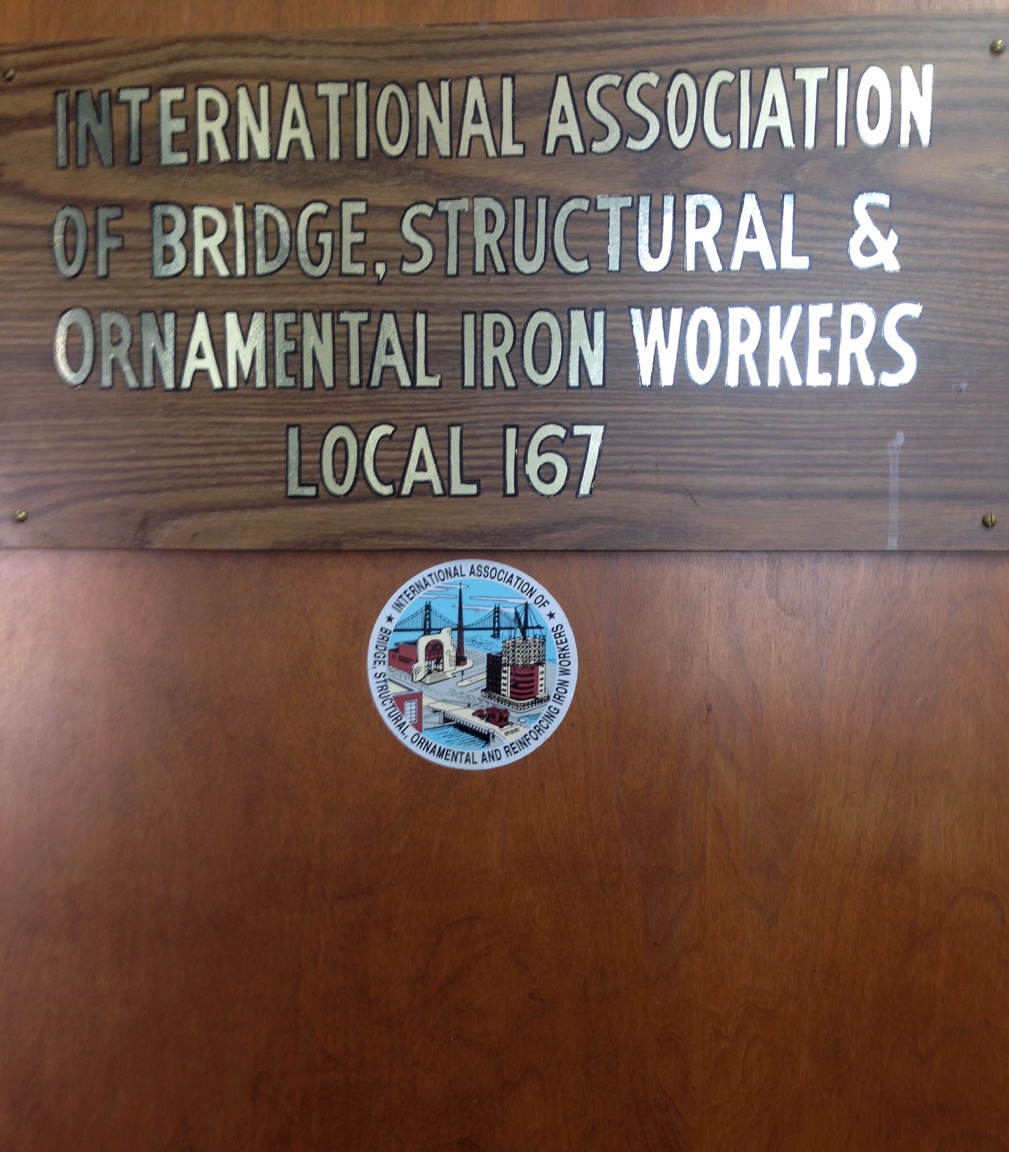 INTERNATIONAL ASSOCIATION
OF BRIDGE, STRUCTURAL &
ORNAMENTAL IRON WORKERS
LOCAL 167
★ INTERNATIONAL ASSOCIATION OF ★
BRIDGE, STRUCTURAL, ORNAMENTAL AND REINFORCING IRON WORKERS